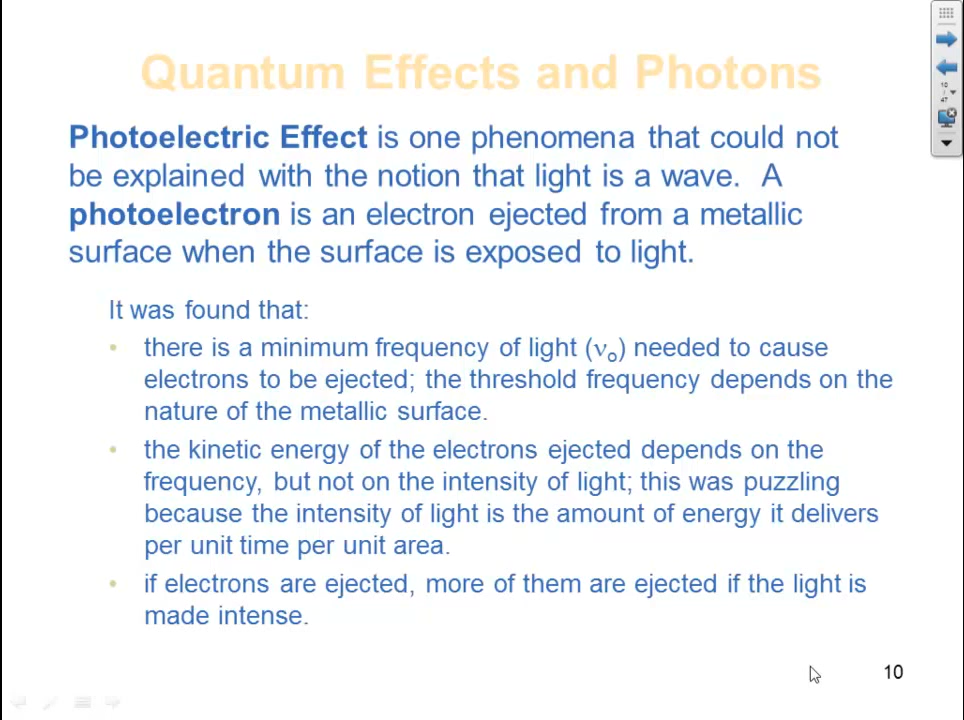 Quantum Effects and Photons
Photoelectric Effect is one phenomena that could not
be explained with the notion that light is a wave. A
photoelectron is an electron ejected from a metallic
surface when the surface is exposed to light.
It was found that:
• there is a minimum frequency of light (νo) needed to cause
electrons to be ejected; the threshold frequency depends on the
nature of the metallic surface.
• the kinetic energy of the electrons ejected depends on the
frequency, but not on the intensity of light; this was puzzling
because the intensity of light is the amount of energy it delivers
per unit time per unit area.
• if electrons are ejected, more of them are ejected if the light is
made intense.
10
10
/
47